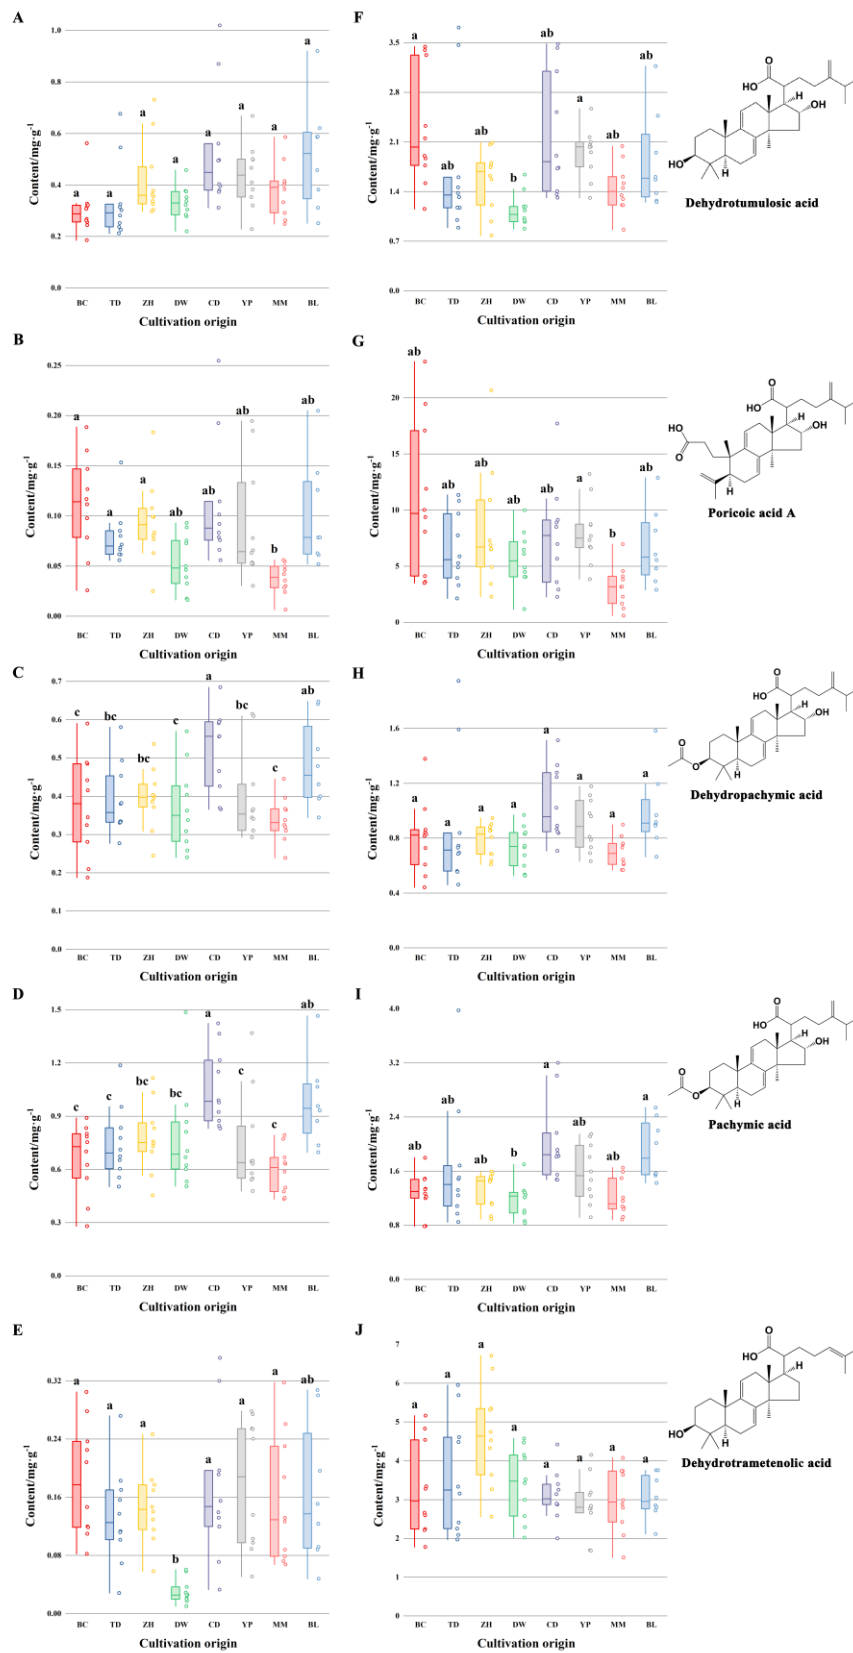 A
Content/mg·g-1
1.0
0.8
0.6
0.4
0.2
0.0
a a a a a a a a
BC TD ZH DW CD YP MM BL
Cultivation origin
F
Content/mg·g-1
3.5
2.8
2.1
1.4
0.7
0.0
a ab ab b ab a ab ab
BC TD ZH DW CD YP MM BL
Cultivation origin
O
HO
H
OH
HO
H
Dehydrotumulosic acid
B
Content/mg·g-1
0.25
0.20
0.15
0.10
0.05
0.00
a a a ab ab ab b ab
BC TD ZH DW CD YP MM BL
Cultivation origin
G
Content/mg·g-1
20
15
10
5
0
ab ab ab ab ab a b ab
BC TD ZH DW CD YP MM BL
Cultivation origin
O
HO
H
OH
HO
O
H
Poricoic acid A
C
Content/mg·g-1
0.7
0.6
0.5
0.4
0.3
0.2
0.1
0.0
c bc bc c a bc c ab
BC TD ZH DW CD YP MM BL
Cultivation origin
H
Content/mg·g-1
1.6
1.2
0.8
0.4
0.0
a a a a a a a a
BC TD ZH DW CD YP MM BL
Cultivation origin
O
HO
H
OH
O
O
H
Dehydropachymic acid
D
Content/mg·g-1
1.5
1.2
0.9
0.6
0.3
0.0
c c bc bc a c c ab
BC TD ZH DW CD YP MM BL
Cultivation origin
I
Content/mg·g-1
4.0
3.2
2.4
1.6
0.8
0.0
ab ab ab b a ab ab a
BC TD ZH DW CD YP MM BL
Cultivation origin
O
HO
H
OH
O
O
H
Pachymic acid
E
Content/mg·g-1
0.32
0.24
0.16
0.08
0.00
a a a b a a a ab
BC TD ZH DW CD YP MM BL
Cultivation origin
J
Content/mg·g-1
7
6
5
4
3
2
1
0
a a a a a a a a
BC TD ZH DW CD YP MM BL
Cultivation origin
O
HO
H
HO
H
Dehydrotrametenolic acid